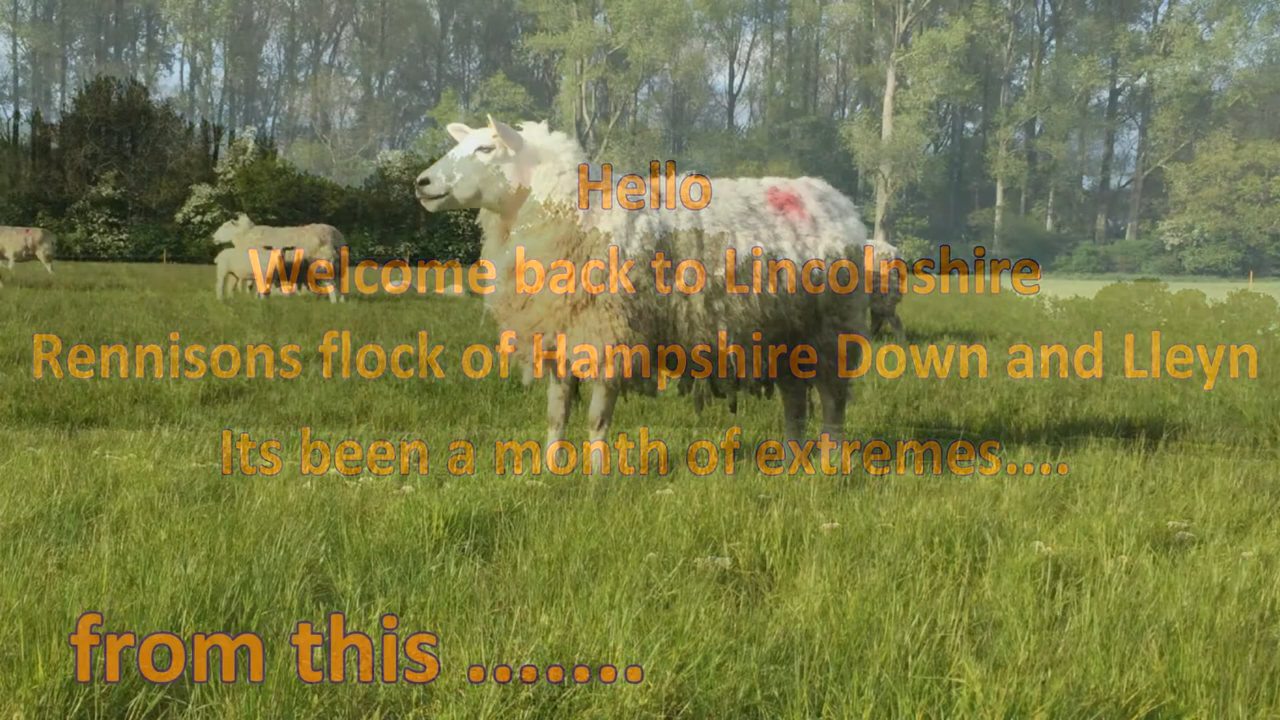 Hello
Welcome back to Lincolnshire
Rennisons flock of Hampshire Down and Lleyn
Its been a month of extremes....
from this .......